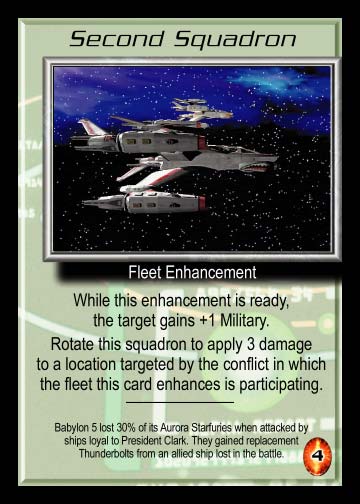 Second Squadron
Fleet Enhancement
While this enhancement is ready,
the target gains +1 Military.
Rotate this squadron to apply 3 damage
to a location targeted by the conflict in which
the fleet this card enhances is participating.
Babylon 5 lost 30% of its Aurora Starfuries when attacked by
ships loyal to President Clark. They gained replacement
Thunderbolts from an allied ship lost in the battle.
4